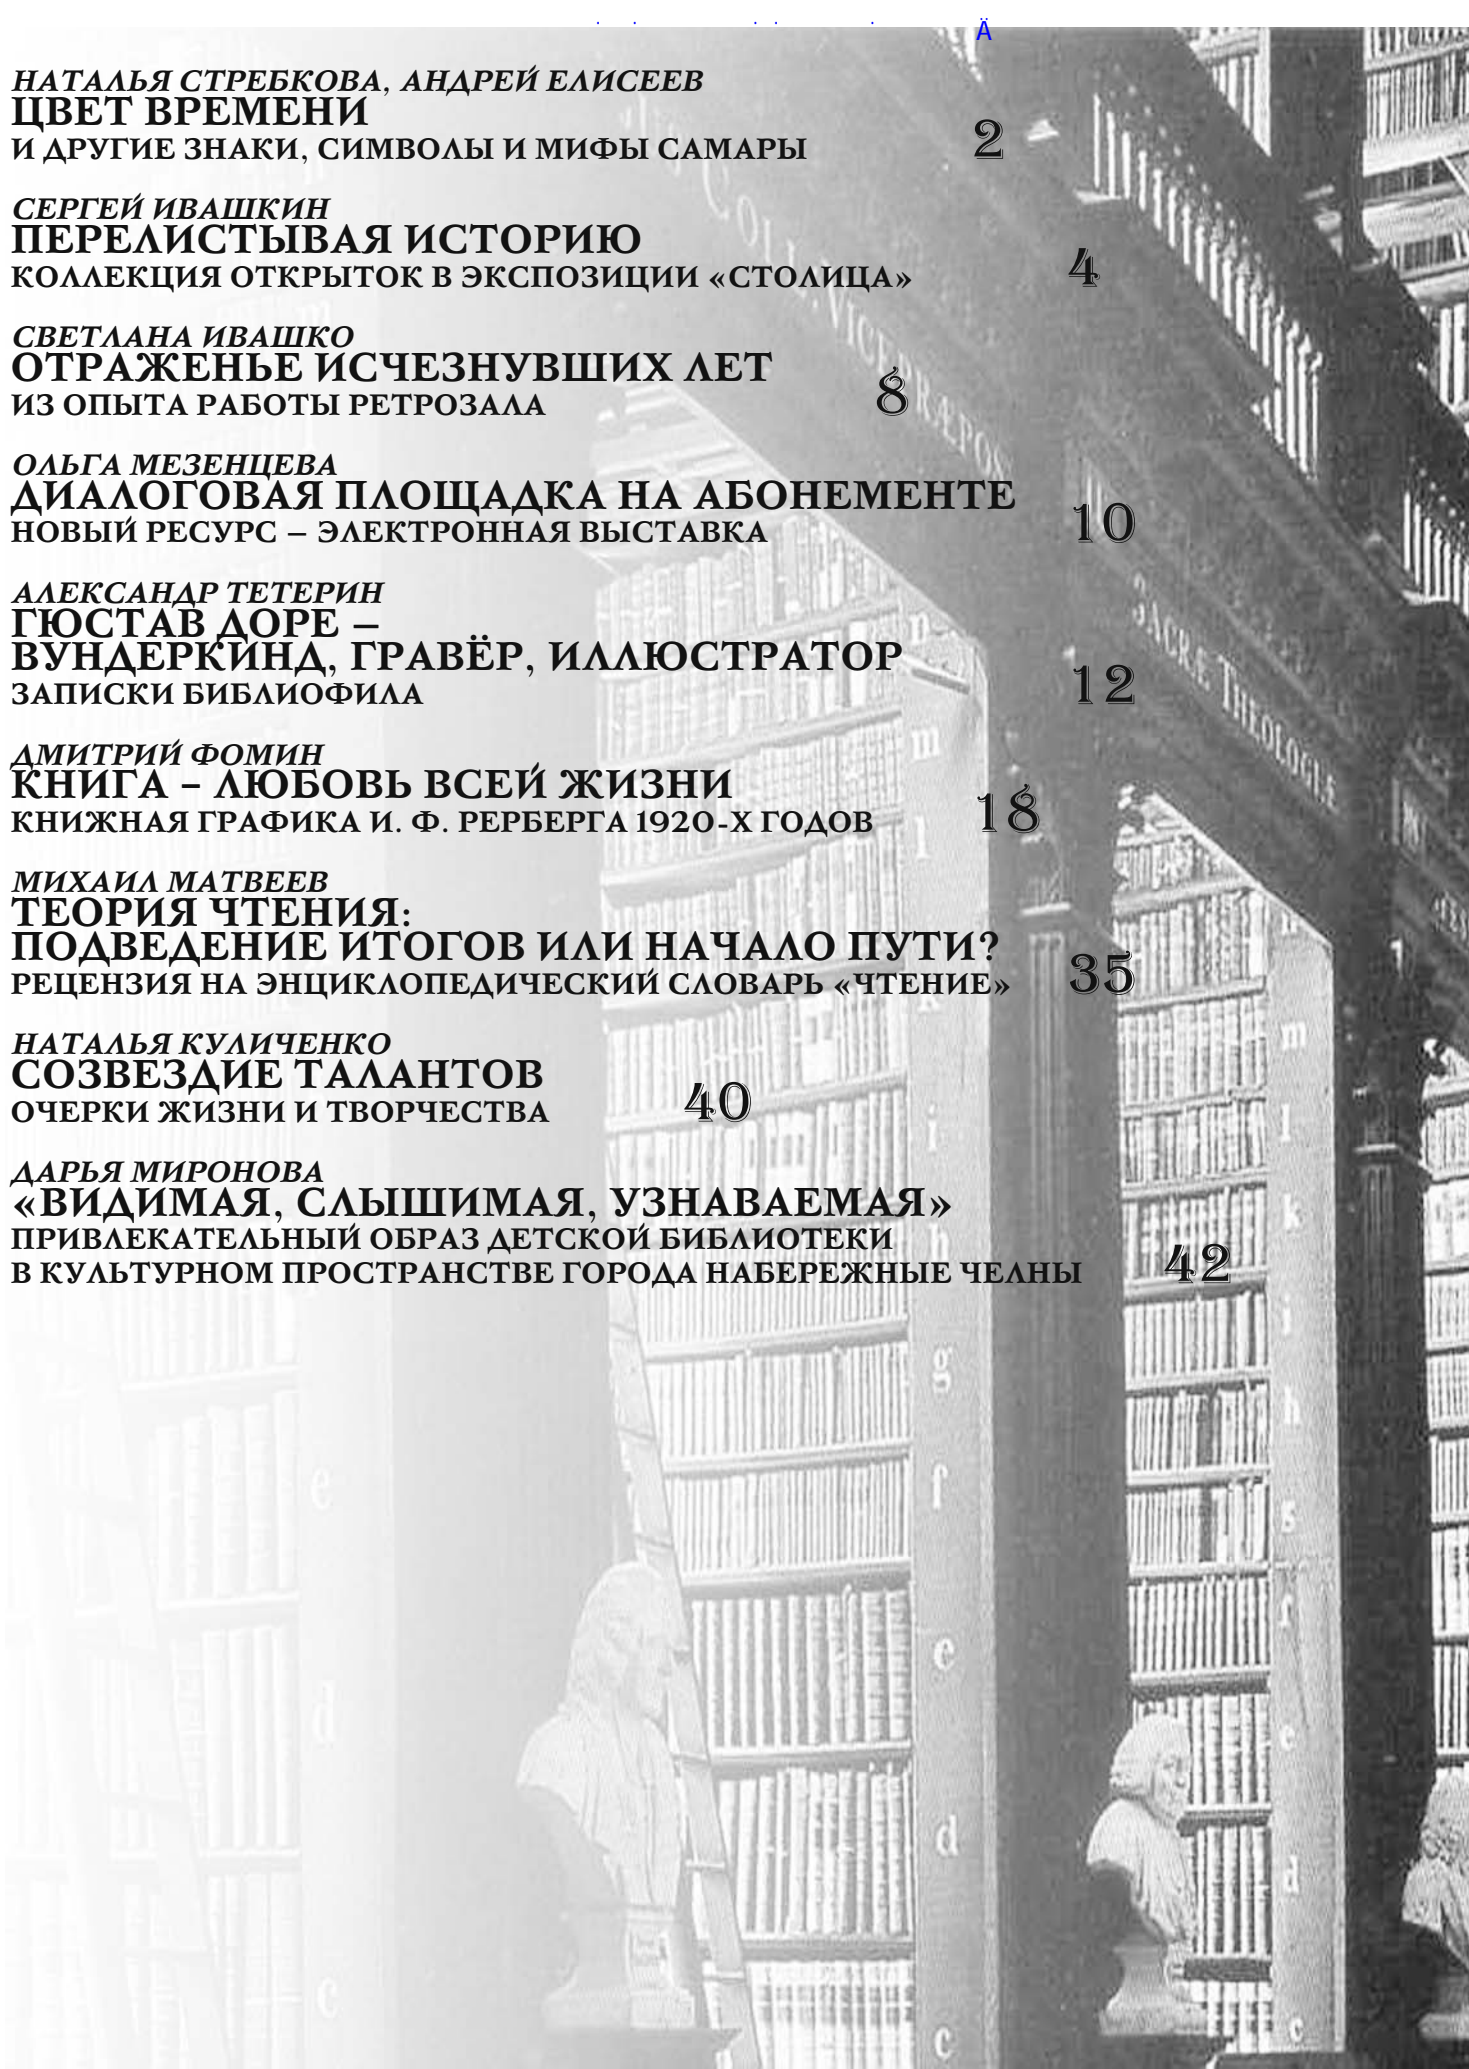 Ä
НАТАЛЬЯ СТРЕБКОВА, АНДРЕЙ ЕЛИСЕЕВ
ЦВЕТ ВРЕМЕНИ
И ДРУГИЕ ЗНАКИ, СИМВОЛЫ И МИФЫ САМАРЫ 2
СЕРГЕЙ ИВАШКИН
ПЕРЕЛИСТЫВАЯ ИСТОРИЮ
КОЛЛЕКЦИЯ ОТКРЫТОК В ЭКСПОЗИЦИИ «СТОЛИЦА» 4
СВЕТЛАНА ИВАШКО
ОТРАЖЕНЬЕ ИСЧЕЗНУВШИХ ЛЕТ
ИЗ ОПЫТА РАБОТЫ РЕТРОЗАЛА 8
ОЛЬГА МЕЗЕНЦЕВА
ДИАЛОГОВАЯ ПЛОЩАДКА НА АБОНЕМЕНТЕ
НОВЫЙ РЕСУРС – ЭЛЕКТРОННАЯ ВЫСТАВКА 10
АЛЕКСАНДР ТЕТЕРИН
ГЮСТАВ ДОРЕ –
ВУНДЕРКИНД, ГРАВЁР, ИЛЛЮСТРАТОР
ЗАПИСКИ БИБЛИОФИЛА 12
ДМИТРИЙ ФОМИН
КНИГА – ЛЮБОВЬ ВСЕЙ ЖИЗНИ
КНИЖНАЯ ГРАФИКА И. Ф. РЕРБЕРГА 1920-Х ГОДОВ 18
МИХАИЛ МАТВЕЕВ
ТЕОРИЯ ЧТЕНИЯ:
ПОДВЕДЕНИЕ ИТОГОВ ИЛИ НАЧАЛО ПУТИ?
РЕЦЕНЗИЯ НА ЭНЦИКЛОПЕДИЧЕСКИЙ СЛОВАРЬ «ЧТЕНИЕ» 35
НАТАЛЬЯ КУЛИЧЕНКО
СОЗВЕЗДИЕ ТАЛАНТОВ
ОЧЕРКИ ЖИЗНИ И ТВОРЧЕСТВА 40
ДАРЬЯ МИРОНОВА
«ВИДИМАЯ, СЛЫШИМАЯ, УЗНАВАЕМАЯ»
ПРИВЛЕКАТЕЛЬНЫЙ ОБРАЗ ДЕТСКОЙ БИБЛИОТЕКИ
В КУЛЬТУРНОМ ПРОСТРАНСТВЕ ГОРОДА НАБЕРЕЖНЫЕ ЧЕЛНЫ 42
SACRÆ THEOLOGIÆ